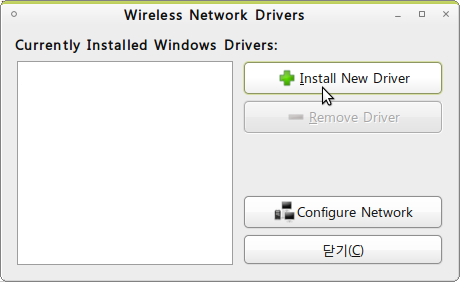 Wireless Network Drivers
Currently Installed Windows Drivers:
Install New Driver
Remove Driver
Configure Network
닫기(C)